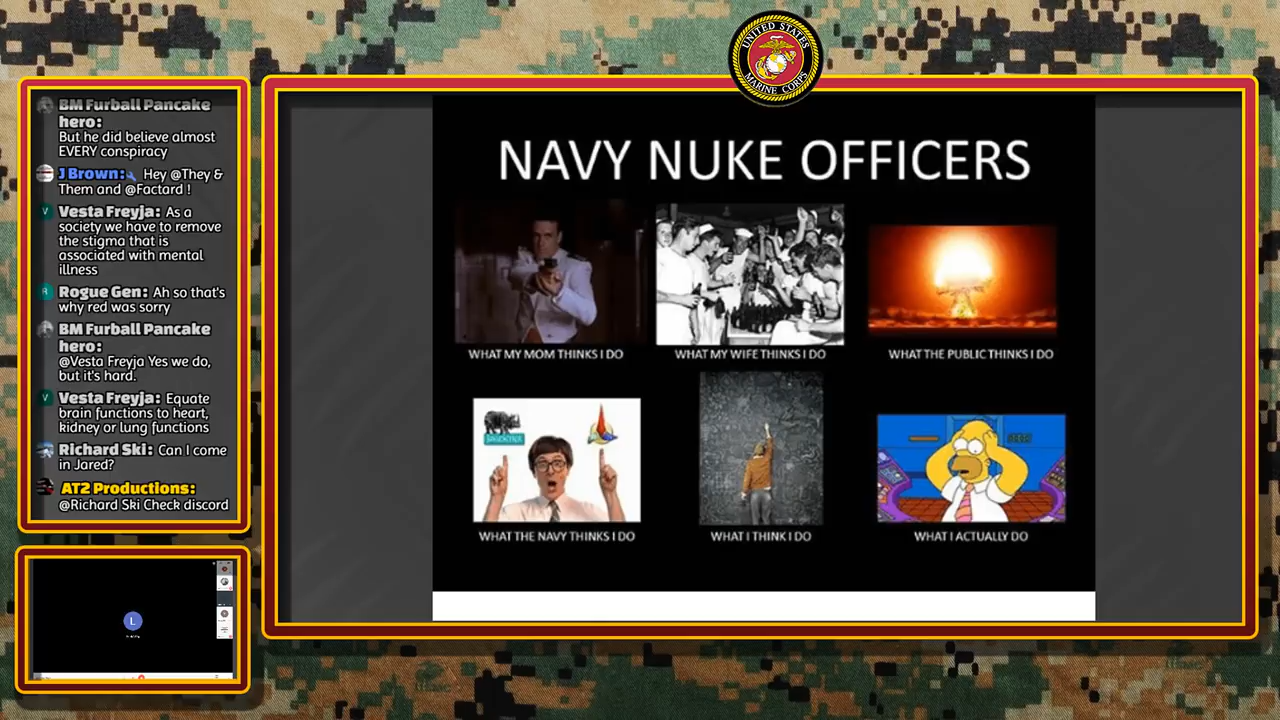 UNITED STATES
MARINE CORPS
BM Furball Pancake
hero:
But he did believe almost
EVERY conspiracy
J Brown: Hey @They &
Them and @Factard !
V
Vesta Freyja: As a
society we have to remove
the stigma that is
associated with mental
illness
R
Rogue Gen: Ah so that's
why red was sorry
BM Furball Pancake
hero:
@Vesta Freyja Yes we do,
but it's hard.
V
Vesta Freyja: Equate
brain functions to heart,
kidney or lung functions
Richard Ski: Can I come
in Jared?
AT2 Productions:
@Richard Ski Check discord
L
NAVY NUKE OFFICERS
WHAT MY MOM THINKS I DO
WHAT MY WIFE THINKS I DO
WHAT THE PUBLIC THINKS I DO
WHAT THE NAVY THINKS I DO
WHAT I THINK I DO
WHAT I ACTUALLY DO